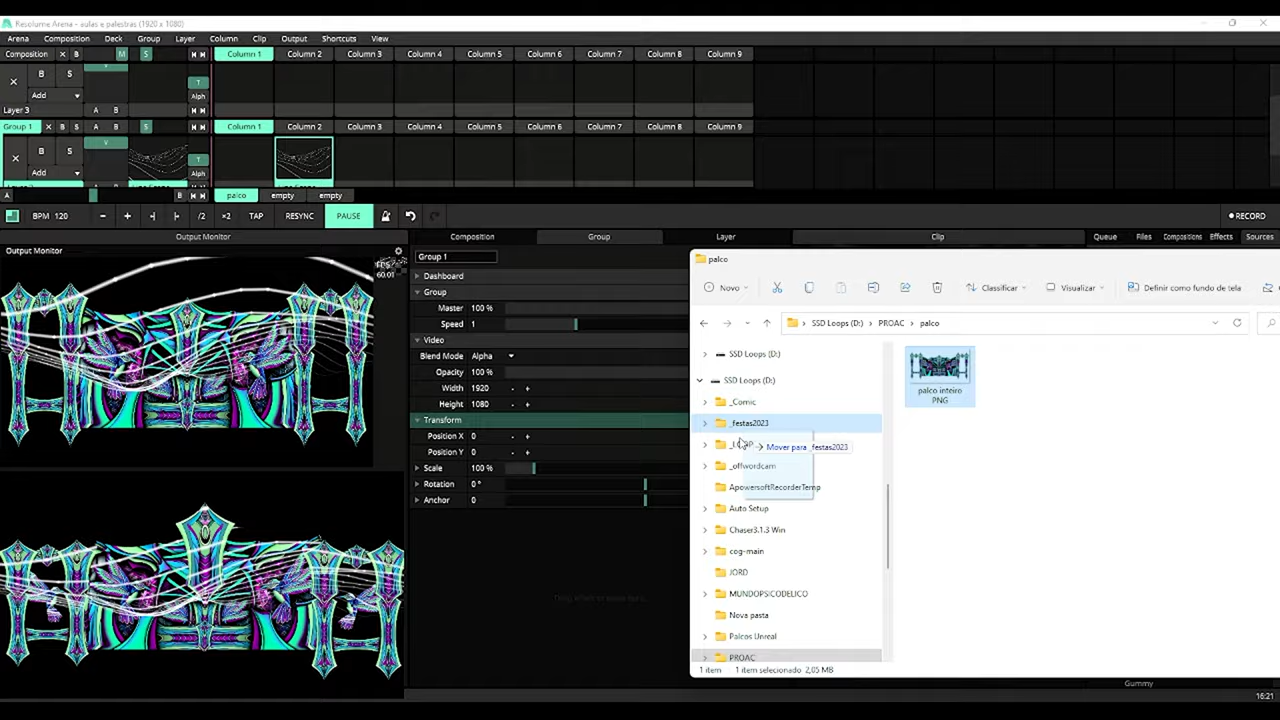 Resolume Arena - aulas e palestras (1920 x 1080)
Arena Composition Deck Group Layer Column Clip Output Shortcuts View
Composition X B M S Column 1 Column 2 Column 3 Column 4 Column 5 Column 6 Column 7 Column 8 Column 9
X B S V T
Add A B Alph
Layer 3
Group 1 X B S A B S Column 1 Column 2 Column 3 Column 4 Column 5 Column 6 Column 7 Column 8 Column 9
X B S V T
Add Alph
A B palco empty empty
BPM 120 - + /2 ×2 TAP RESYNC PAUSE RECORD
Output Monitor Composition Group Layer Clip Queue Files Compositions Effects Sources
Output Monitor
FPS
60.01
Group 1
Dashboard
Group
Master 100 %
Speed 1
Video
Blend Mode Alpha
Opacity 100 %
Width 1920 - +
Height 1080 - +
Transform
Position X 0 - +
Position Y 0 - +
Scale 100 %
Rotation 0 °
Anchor 0
palco
Novo Classificar Visualizar Definir como fundo de tela
SSD Loops (D:) > PROAC > palco
SSD Loops (D:)
SSD Loops (D:)
_Comic
_festas2023
Mover para _festas2023
_offwordcam
ApowersoftRecorderTemp
Auto Setup
Chaser3.1.3 Win
cog-main
JORD
MUNDOPSICODELICO
Nova pasta
Palcos Unreal
PROAC
palco inteiro
PNG
1 item 1 item selecionado 2,05 MB
Gummy
16:21